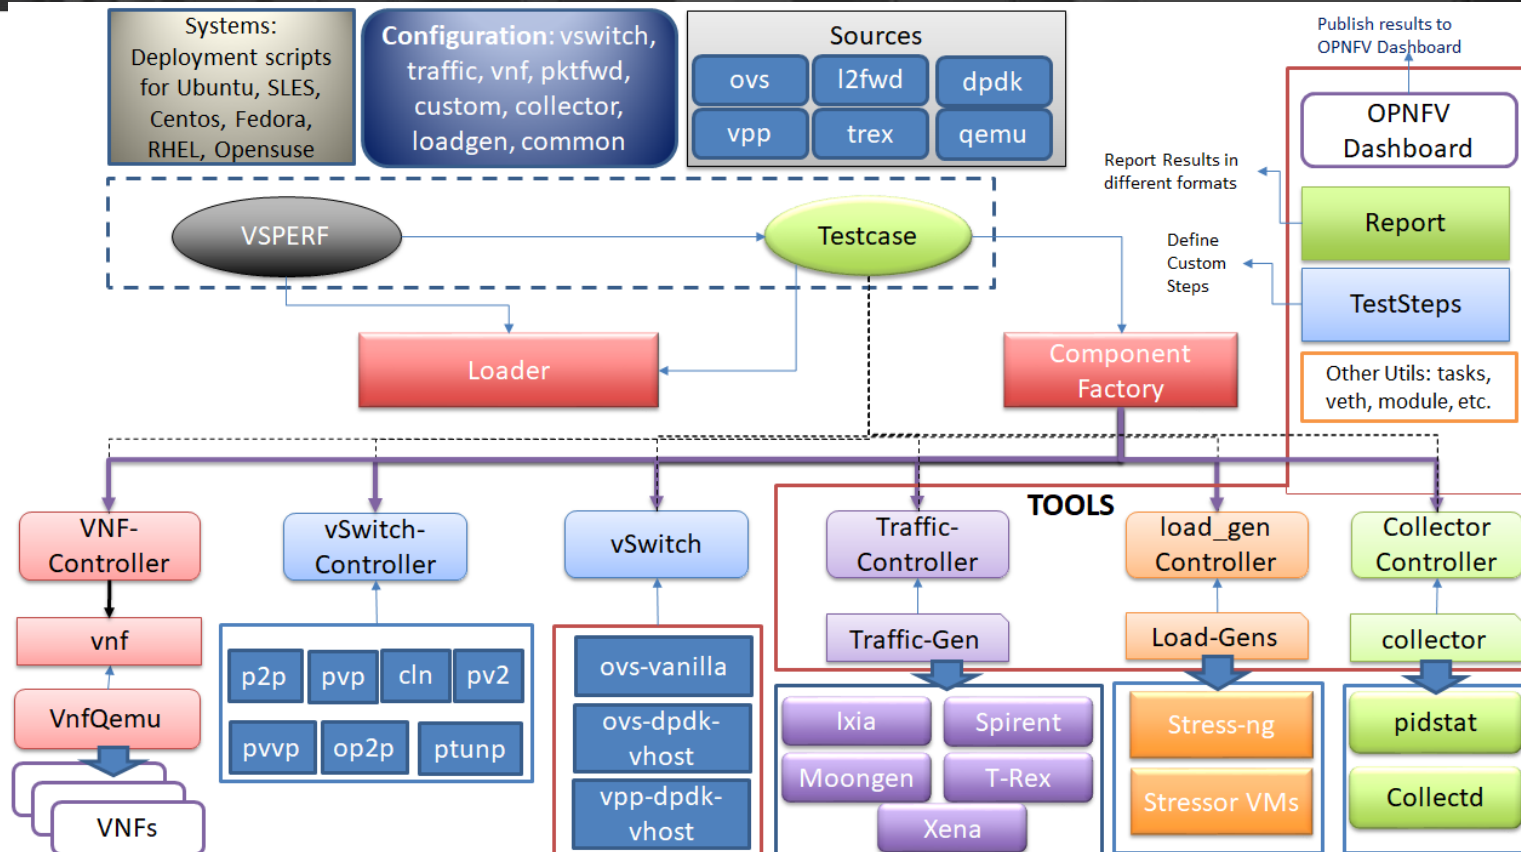 Systems:
Deployment scripts
for Ubuntu, SLES,
Centos, Fedora,
RHEL, Opensuse
Configuration: vswitch,
traffic, vnf, pktfwd,
custom, collector,
loadgen, common
Sources
ovs
l2fwd
dpdk
vpp
trex
qemu
Publish results to
OPNFV Dashboard
OPNFV
Dashboard
Report Results in
different formats
Report
Define
Custom
Steps
TestSteps
Other Utils: tasks,
veth, module, etc.
VSPERF
Testcase
Loader
Component
Factory
TOOLS
VNF-
Controller
vSwitch-
Controller
vSwitch
Traffic-
Controller
load_gen
Controller
Collector
Controller
vnf
Traffic-Gen
Load-Gens
collector
VnfQemu
VNFs
p2p
pvp
cln
pv2
pvvp
op2p
ptunp
ovs-vanilla
ovs-dpdk-
vhost
vpp-dpdk-
vhost
Ixia
Spirent
Moongen
T-Rex
Xena
Stress-ng
Stressor VMs
pidstat
Collectd